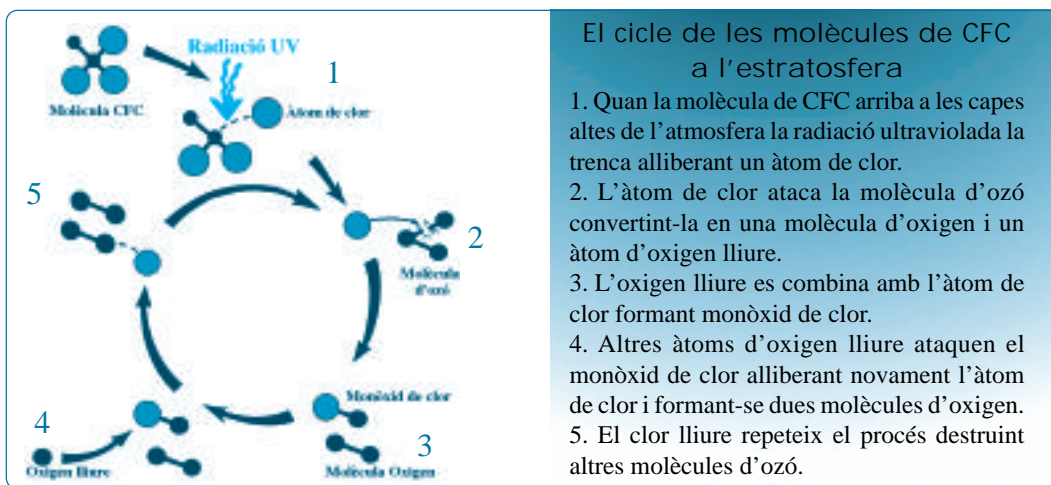 Radiació UV
1
Molècula CFC
Àtom de clor
5
2
Molècula
d'ozó
Monòxid de clor
4
3
Oxigen lliure
Molècula Oxigen
El cicle de les molècules de CFC
a l'estratosfera
1. Quan la molècula de CFC arriba a les capes
altes de l'atmosfera la radiació ultraviolada la
trenca alliberant un àtom de clor.
2. L'àtom de clor ataca la molècula d'ozó
convertint-la en una molècula d'oxigen i un
àtom d'oxigen lliure.
3. L'oxigen lliure es combina amb l'àtom de
clor formant monòxid de clor.
4. Altres àtoms d'oxigen lliure ataquen el
monòxid de clor alliberant novament l'àtom
de clor i formant-se dues molècules d'oxigen.
5. El clor lliure repeteix el procés destruint
altres molècules d'ozó.